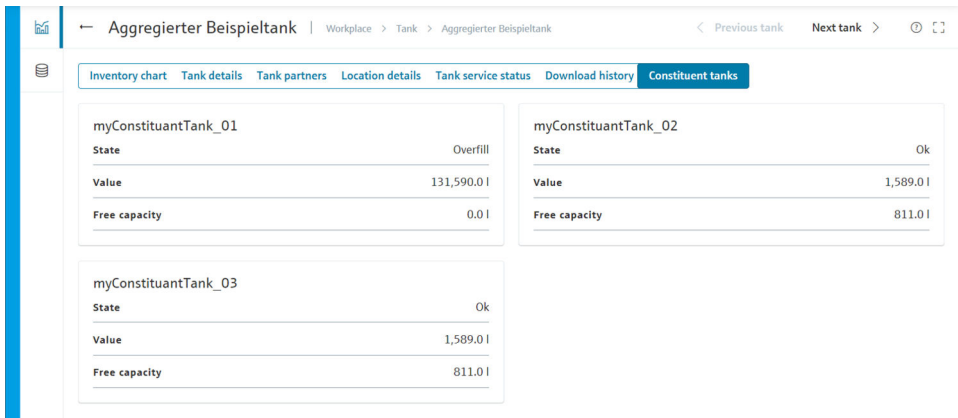 ← Aggregierter Beispieltank | Workplace > Tank > Aggregierter Beispieltank < Previous tank Next tank >
Inventory chart Tank details Tank partners Location details Tank service status Download history Constituent tanks
myConstituantTank_01
State Overfill
Value 131,590.0 l
Free capacity 0.0 l
myConstituantTank_02
State Ok
Value 1,589.0 l
Free capacity 811.0 l
myConstituantTank_03
State Ok
Value 1,589.0 l
Free capacity 811.0 l